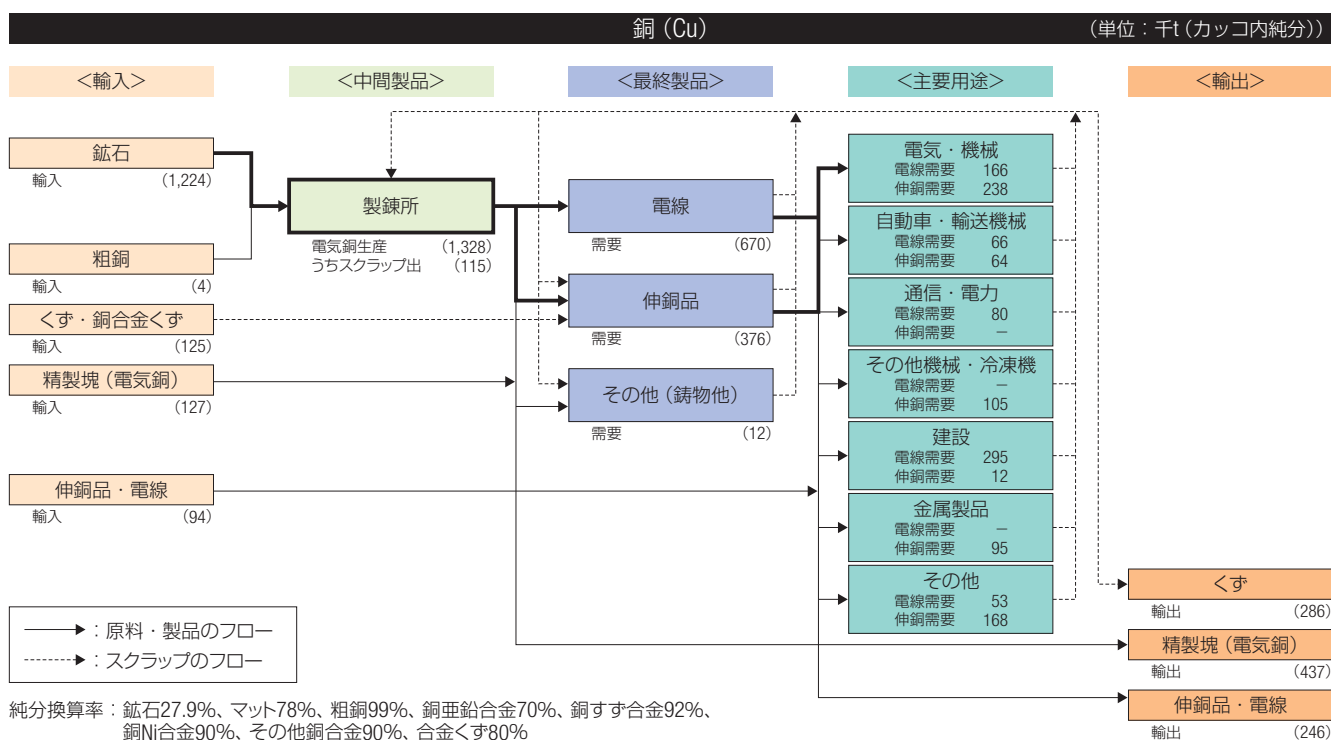 銅（Cu）
（単位：千t（カッコ内純分））
＜輸入＞
＜中間製品＞
＜最終製品＞
＜主要用途＞
＜輸出＞
鉱石
輸入 （1,224）
粗銅
輸入 （4）
くず・銅合金くず
輸入 （125）
精製塊（電気銅）
輸入 （127）
伸銅品・電線
輸入 （94）
製錬所
電気銅生産 （1,328）
うちスクラップ出 （115）
電線
需要 （670）
伸銅品
需要 （376）
その他（鋳物他）
需要 （12）
電気・機械
電線需要 166
伸銅需要 238
自動車・輸送機械
電線需要 66
伸銅需要 64
通信・電力
電線需要 80
伸銅需要 －
その他機械・冷凍機
電線需要 －
伸銅需要 105
建設
電線需要 295
伸銅需要 12
金属製品
電線需要 －
伸銅需要 95
その他
電線需要 53
伸銅需要 168
くず
輸出 （286）
精製塊（電気銅）
輸出 （437）
伸銅品・電線
輸出 （246）
：原料・製品のフロー
：スクラップのフロー
純分換算率：鉱石27.9%、マット78%、粗銅99%、銅亜鉛合金70%、銅すず合金92%、
銅Ni合金90%、その他銅合金90%、合金くず80%